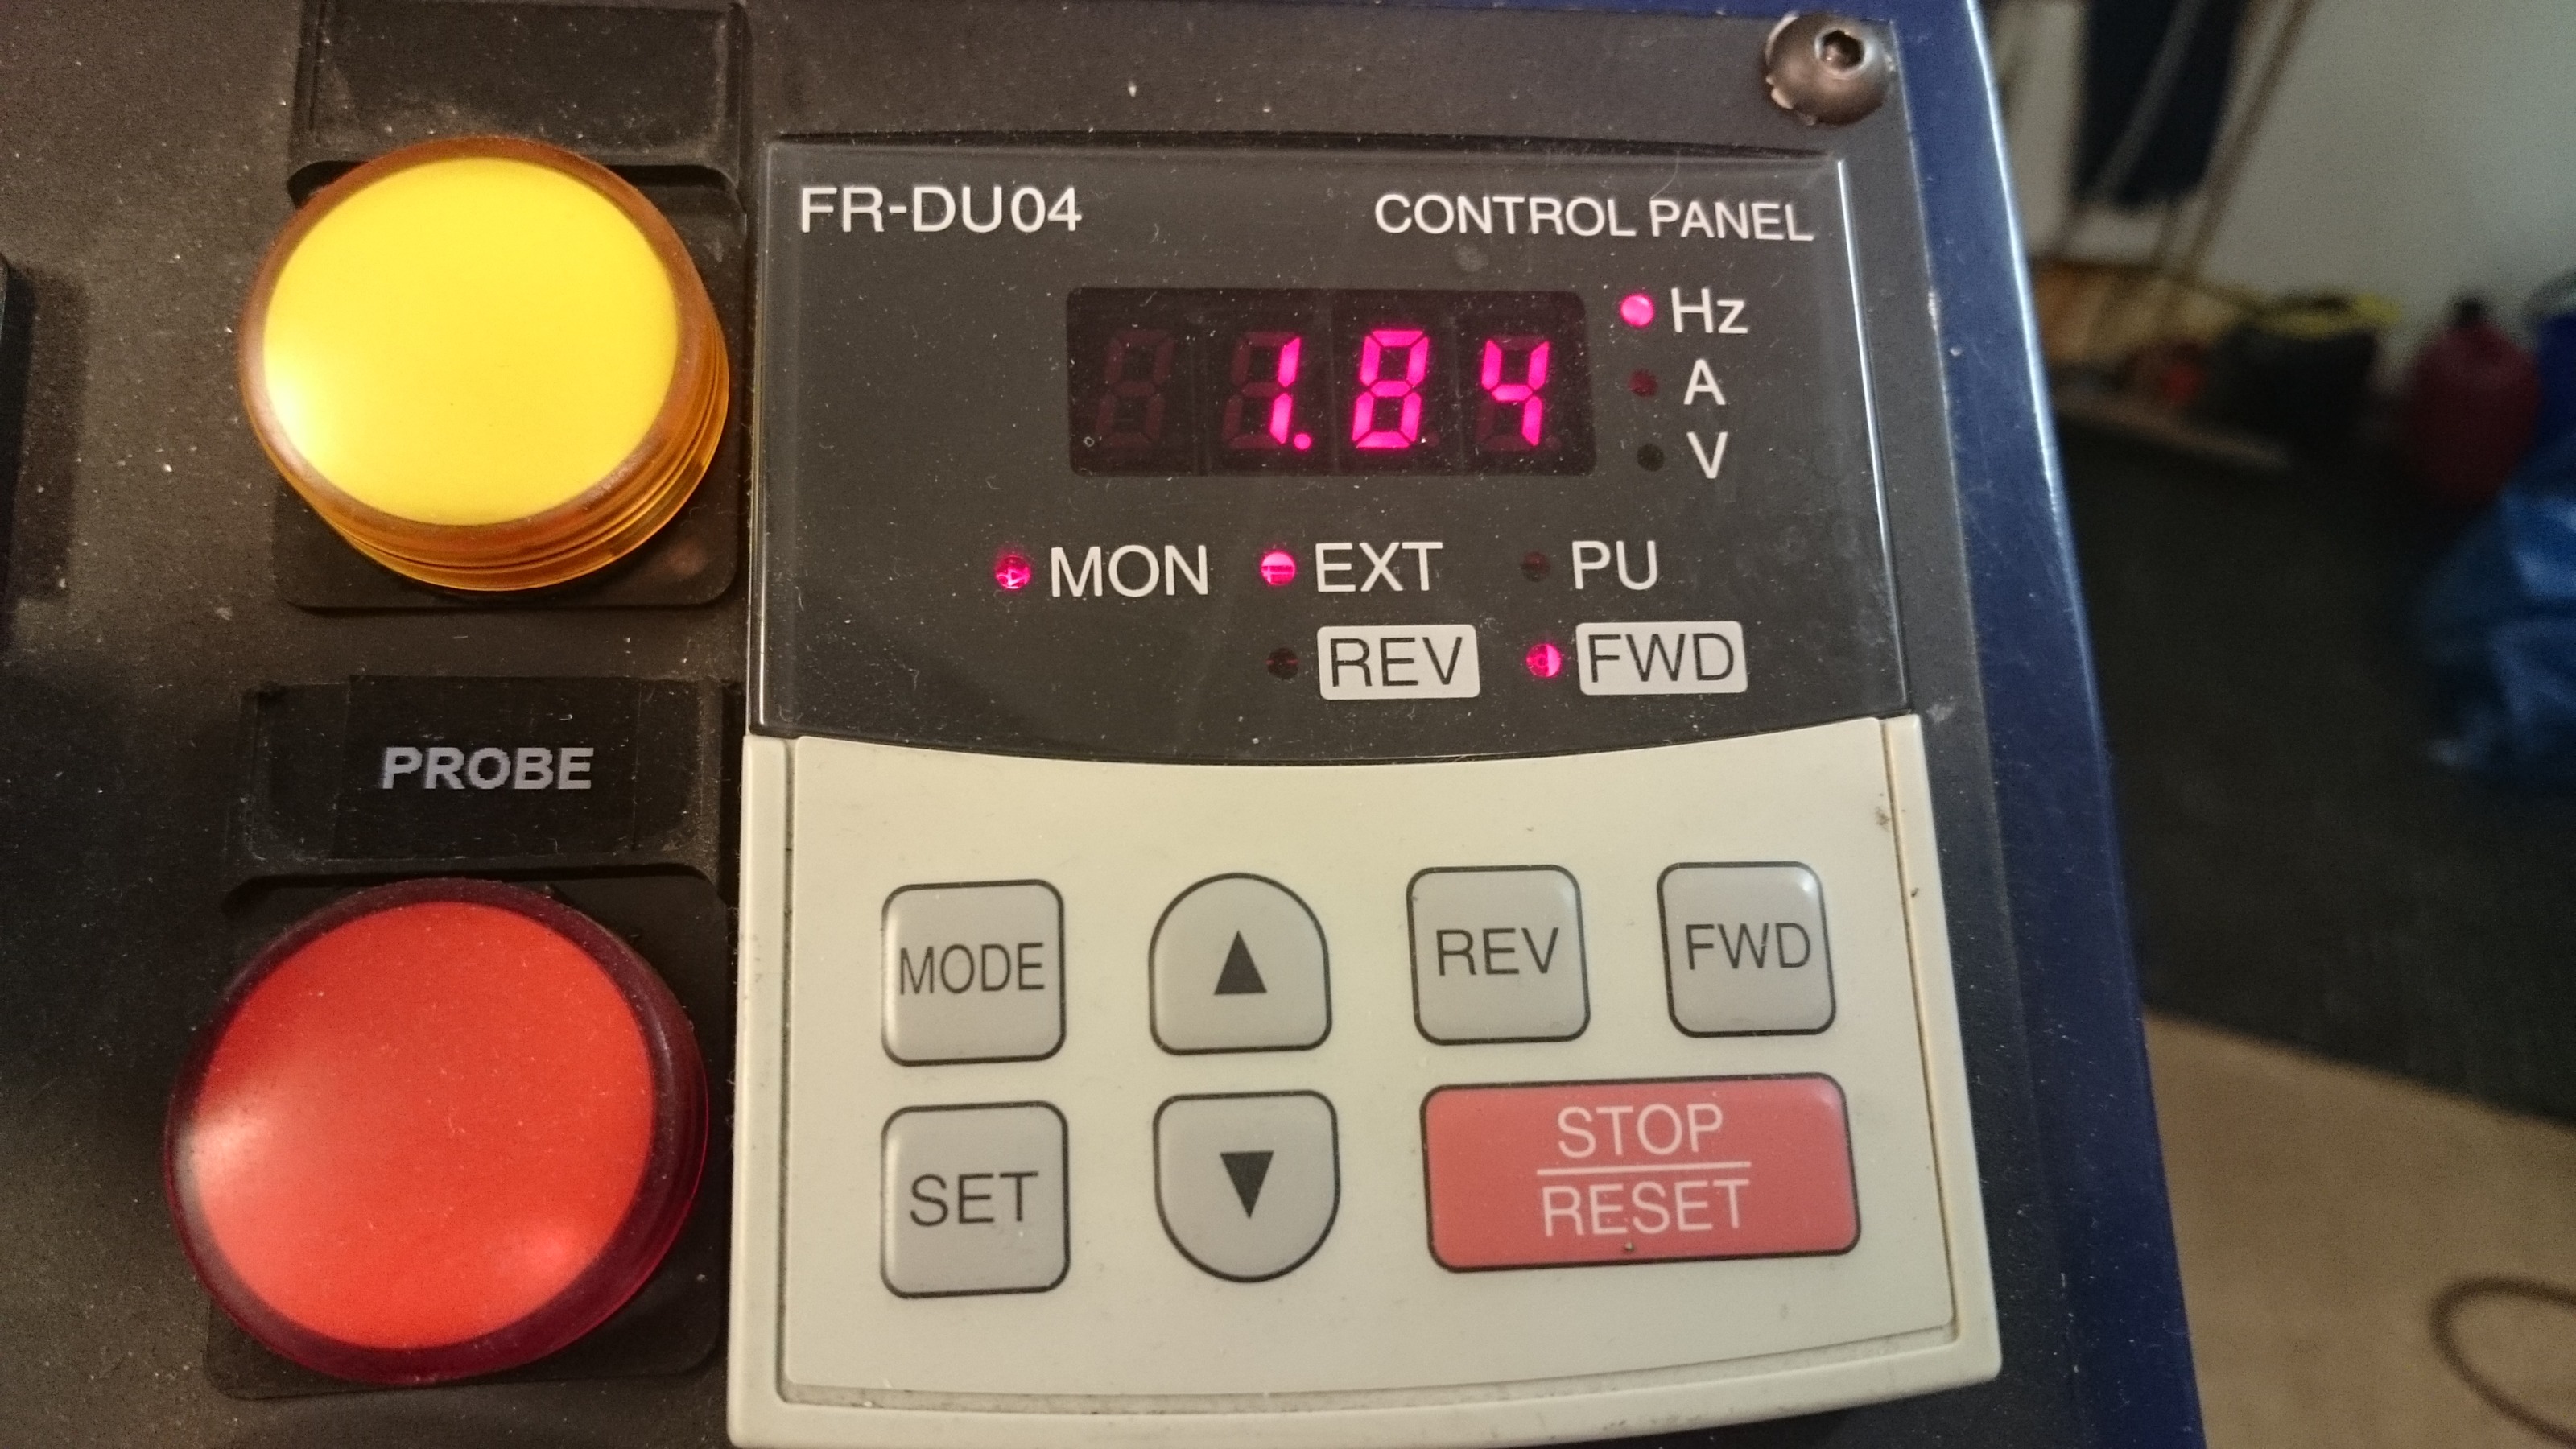 FR-DU04 CONTROL PANEL
1.84
Hz
A
V
MON EXT PU
REV FWD
PROBE
MODE ▲ REV FWD
SET ▼ STOP
RESET